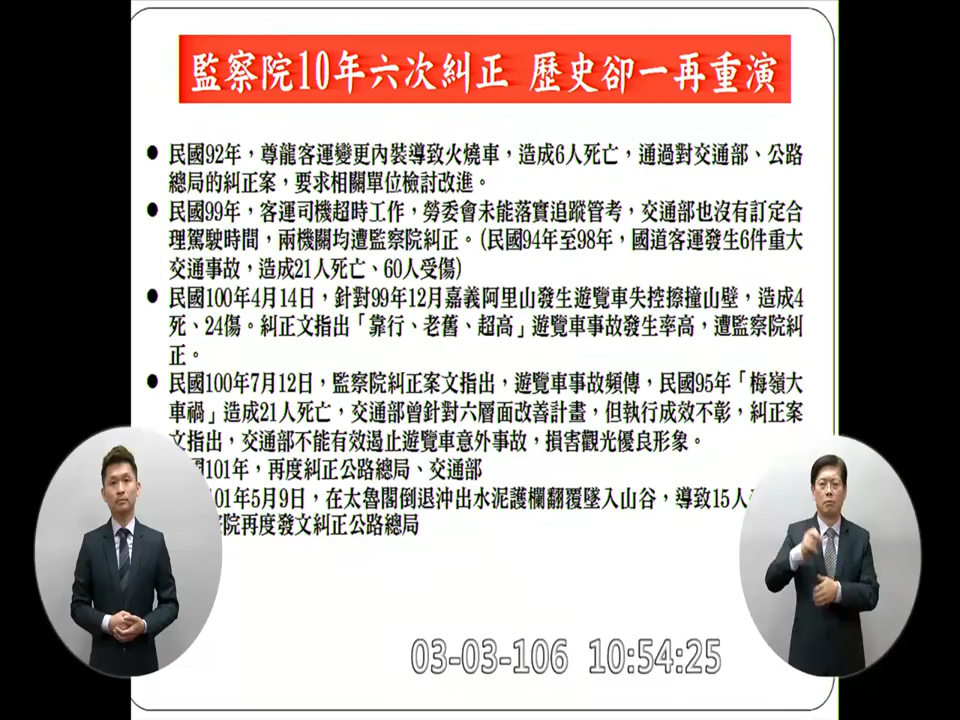 監察院10年六次糾正 歷史卻一再重演
● 民國92年，尊龍客運變更內裝導致火燒車，造成6人死亡，通過對交通部、公路
總局的糾正案，要求相關單位檢討改進。
● 民國99年，客運司機超時工作，勞委會未能落實追蹤管考，交通部也沒有訂定合
理駕駛時間，兩機關均遭監察院糾正。(民國94年至98年，國道客運發生6件重大
交通事故，造成21人死亡、60人受傷)
● 民國100年4月14日，針對99年12月嘉義阿里山發生遊覽車失控擦撞山壁，造成4
死、24傷。糾正文指出「靠行、老舊、超高」遊覽車事故發生率高，遭監察院糾
正。
● 民國100年7月12日，監察院糾正案文指出，遊覽車事故頻傳，民國95年「梅嶺大
車禍」造成21人死亡，交通部曾針對六層面改善計畫，但執行成效不彰，糾正案
文指出，交通部不能有效遏止遊覽車意外事故，損害觀光優良形象。
101年，再度糾正公路總局、交通部
01年5月9日，在太魯閣倒退沖出水泥護欄翻覆墜入山谷，導致15人
院再度發文糾正公路總局
03-03-106 10:54:25